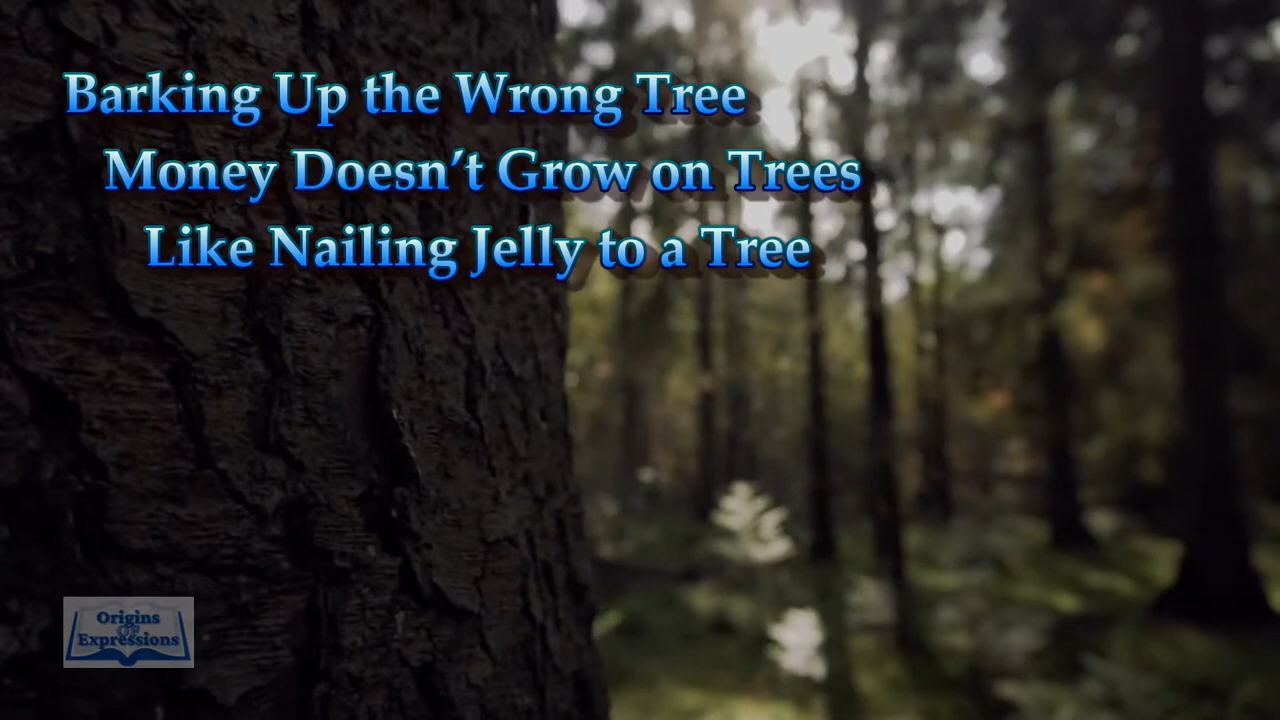 Barking Up the Wrong Tree
Money Doesn’t Grow on Trees
Like Nailing Jelly to a Tree
Origins
OF
Expressions